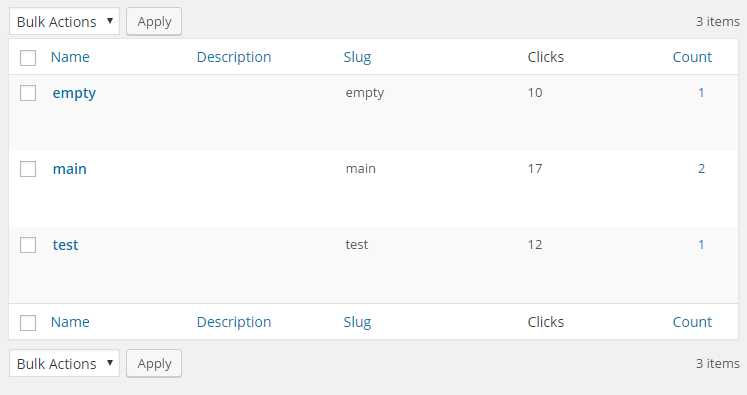 Bulk Actions Apply 3 items
Name Description Slug Clicks Count
empty empty 10 1
main main 17 2
test test 12 1
Name Description Slug Clicks Count
Bulk Actions Apply 3 items